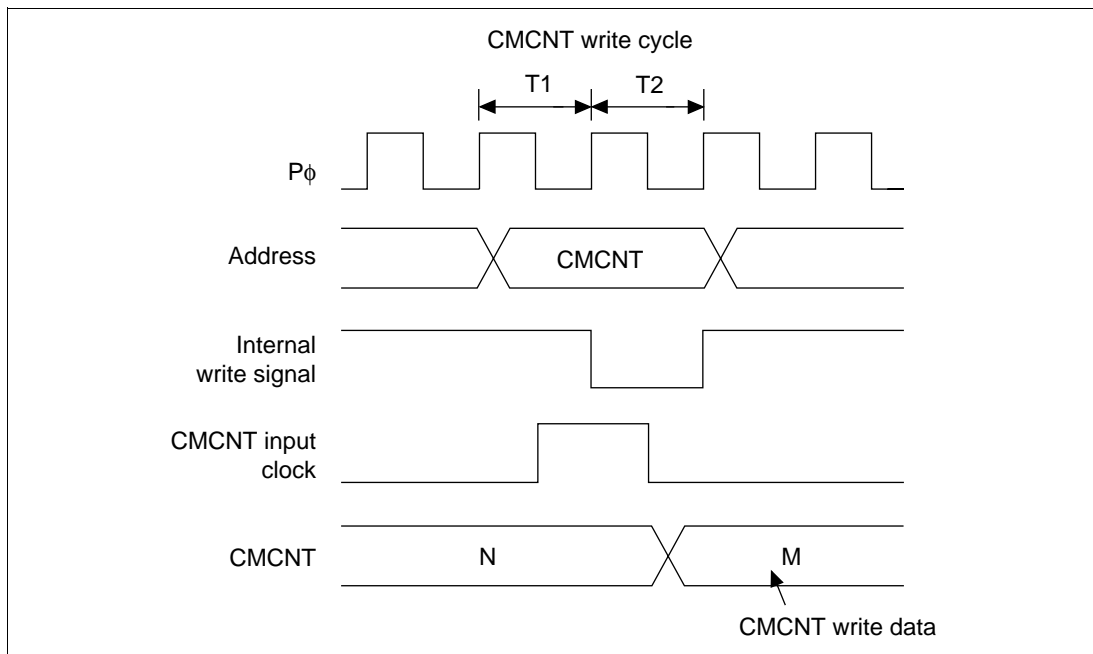 CMCNT write cycle
T1
T2
Pϕ
Address
CMCNT
Internal
write signal
CMCNT input
clock
CMCNT
N
M
CMCNT write data